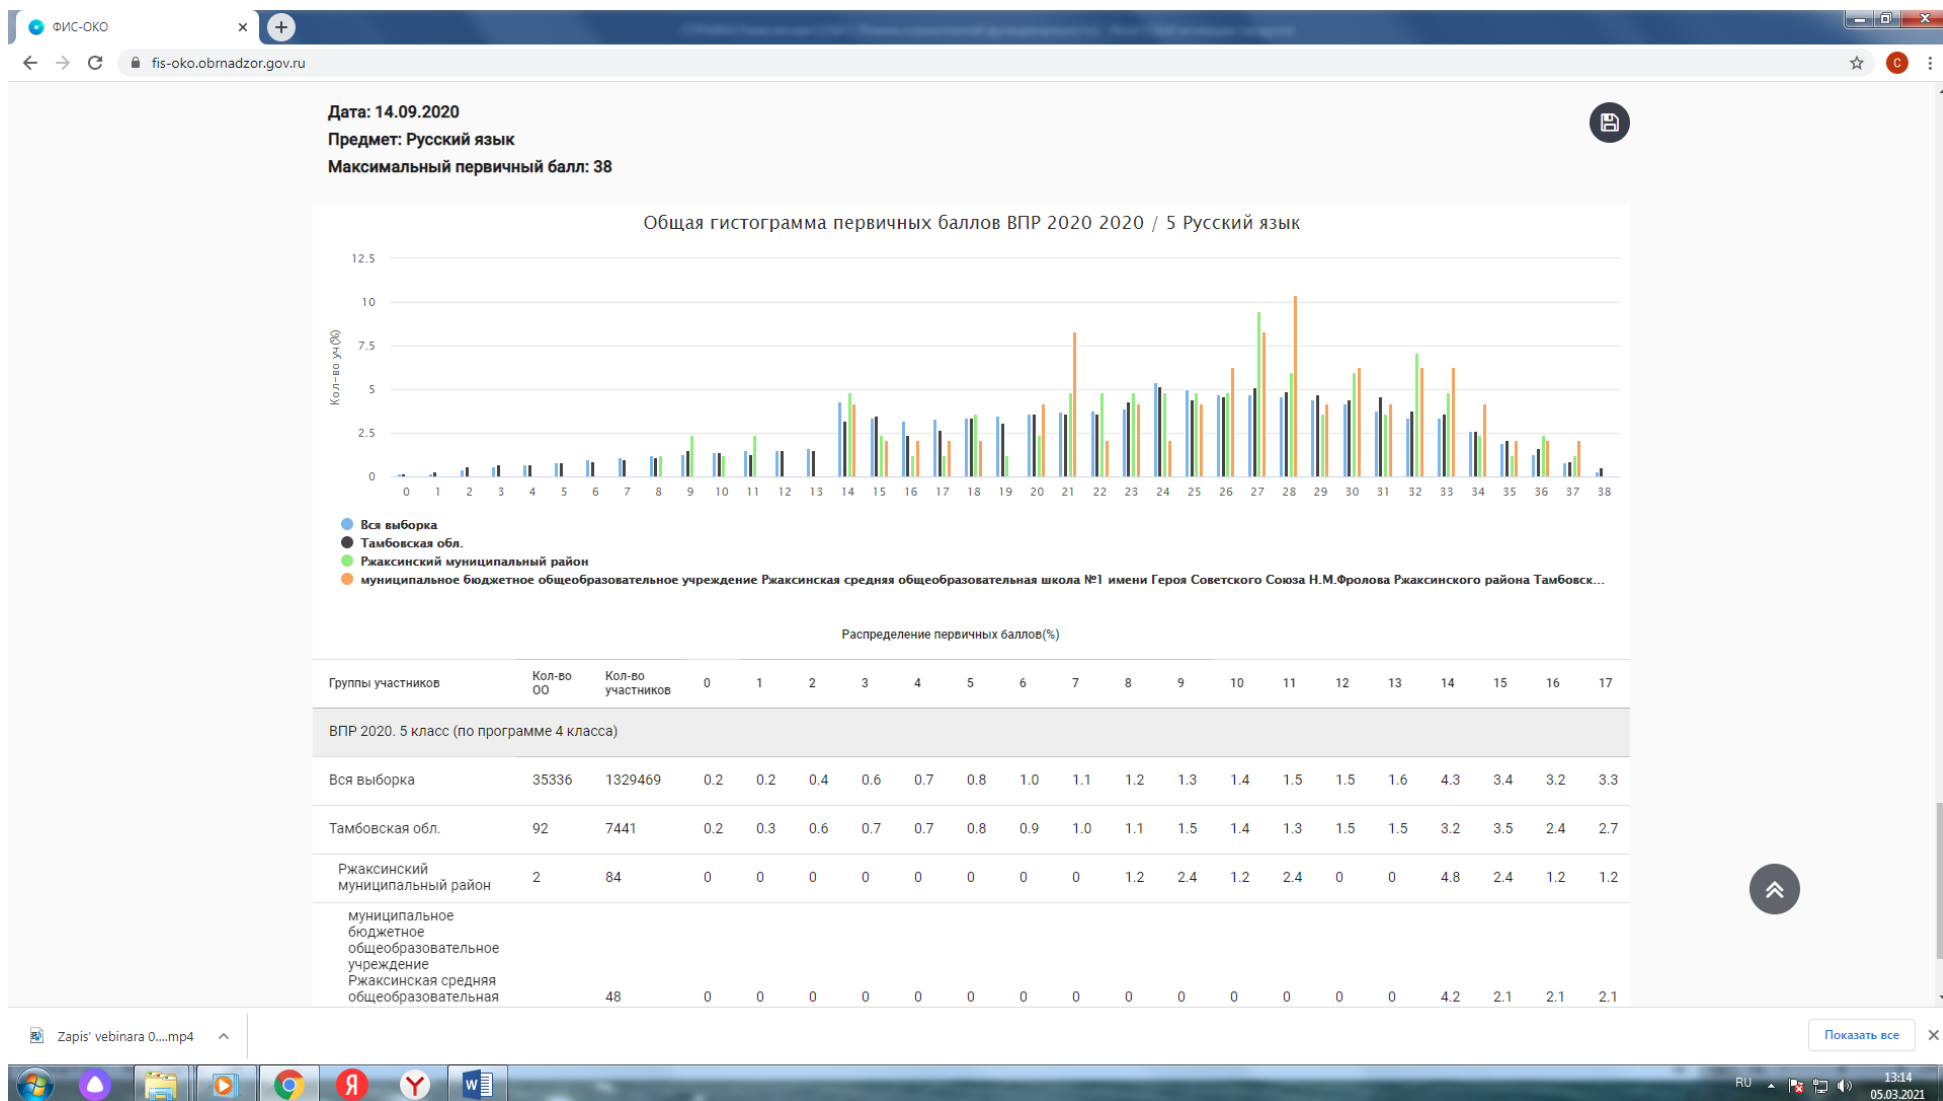 ФИС-ОКО
fis-oko.obrnadzor.gov.ru
C
Дата: 14.09.2020
Предмет: Русский язык
Максимальный первичный балл: 38
Общая гистограмма первичных баллов ВПР 2020 2020 / 5 Русский язык
Кол-во уч(%)
12.5
10
7.5
5
2.5
0
0 1 2 3 4 5 6 7 8 9 10 11 12 13 14 15 16 17 18 19 20 21 22 23 24 25 26 27 28 29 30 31 32 33 34 35 36 37 38
Вся выборка
Тамбовская обл.
Ржаксинский муниципальный район
муниципальное бюджетное общеобразовательное учреждение Ржаксинская средняя общеобразовательная школа №1 имени Героя Советского Союза Н.М.Фролова Ржаксинского района Тамбовск...
Распределение первичных баллов(%)
Группы участников Кол-во ОО Кол-во участников 0 1 2 3 4 5 6 7 8 9 10 11 12 13 14 15 16 17
ВПР 2020. 5 класс (по программе 4 класса)
Вся выборка 35336 1329469 0.2 0.2 0.4 0.6 0.7 0.8 1.0 1.1 1.2 1.3 1.4 1.5 1.5 1.6 4.3 3.4 3.2 3.3
Тамбовская обл. 92 7441 0.2 0.3 0.6 0.7 0.7 0.8 0.9 1.0 1.1 1.5 1.4 1.3 1.5 1.5 3.2 3.5 2.4 2.7
Ржаксинский
муниципальный район 2 84 0 0 0 0 0 0 0 0 1.2 2.4 1.2 2.4 0 0 4.8 2.4 1.2 1.2
муниципальное
бюджетное
общеобразовательное
учреждение
Ржаксинская средняя
общеобразовательная 48 0 0 0 0 0 0 0 0 0 0 0 0 0 0 4.2 2.1 2.1 2.1
Zapis' vebinara 0....mp4
Показать все
Я
Y
W
RU
13:14
05.03.2021